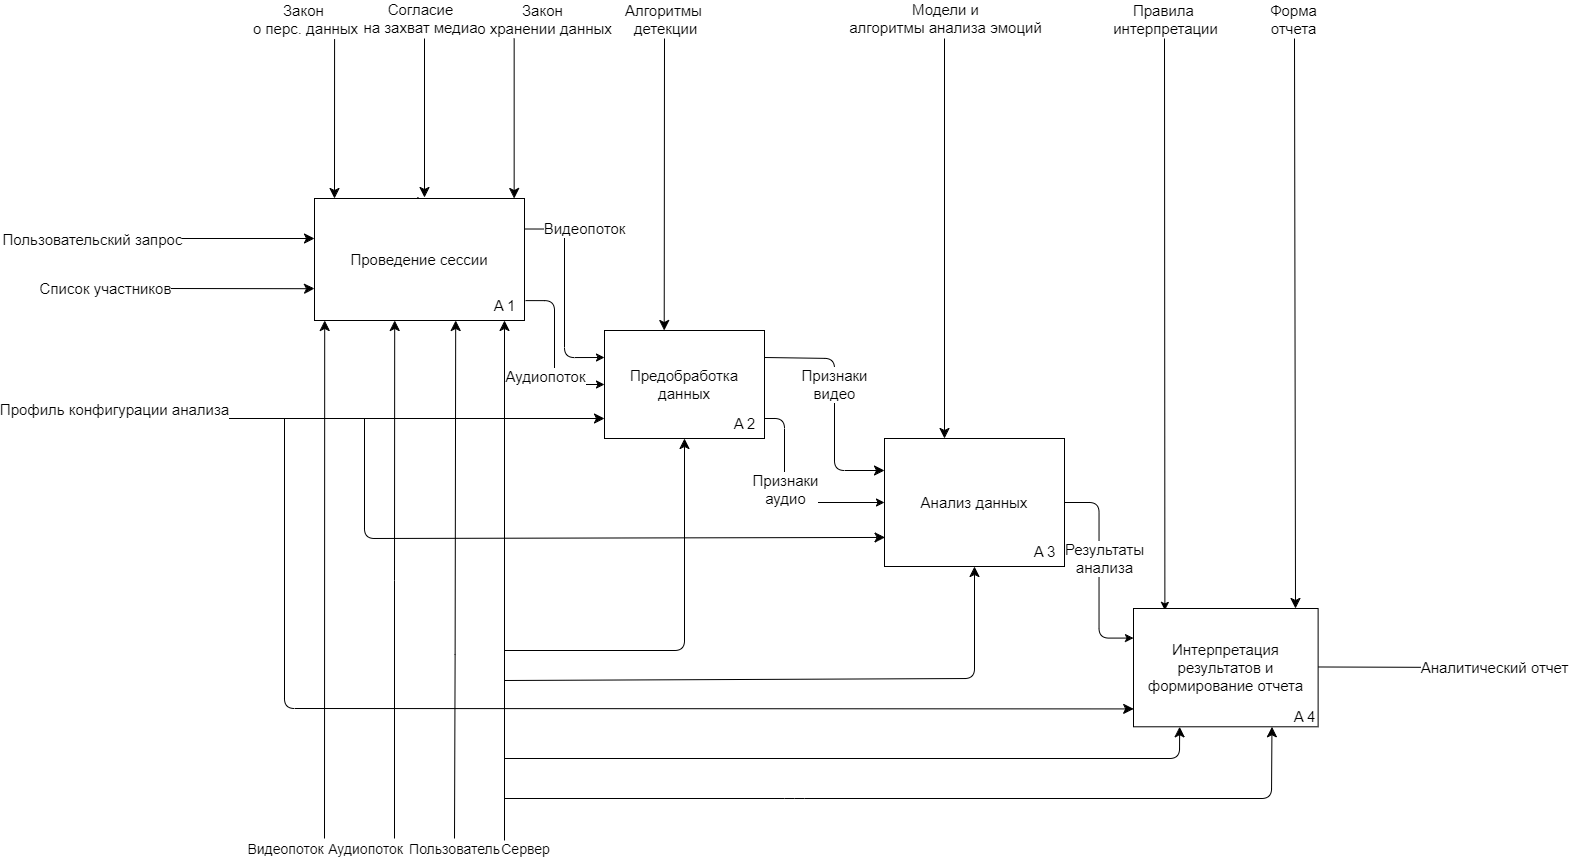 Закон
о перс. данных
Согласие
на захват медиа
Закон
о хранении данных
Алгоритмы
детекции
Модели и
алгоритмы анализа эмоций
Правила
интерпретации
Форма
отчета
Пользовательский запрос
Список участников
Проведение сессии
А 1
Видеопоток
Аудиопоток
Профиль конфигурации анализа
Предобработка
данных
А 2
Признаки
видео
Признаки
аудио
Анализ данных
А 3
Результаты
анализа
Интерпретация
результатов и
формирование отчета
А 4
Аналитический отчет
Видеопоток
Аудиопоток
Пользователь
Сервер